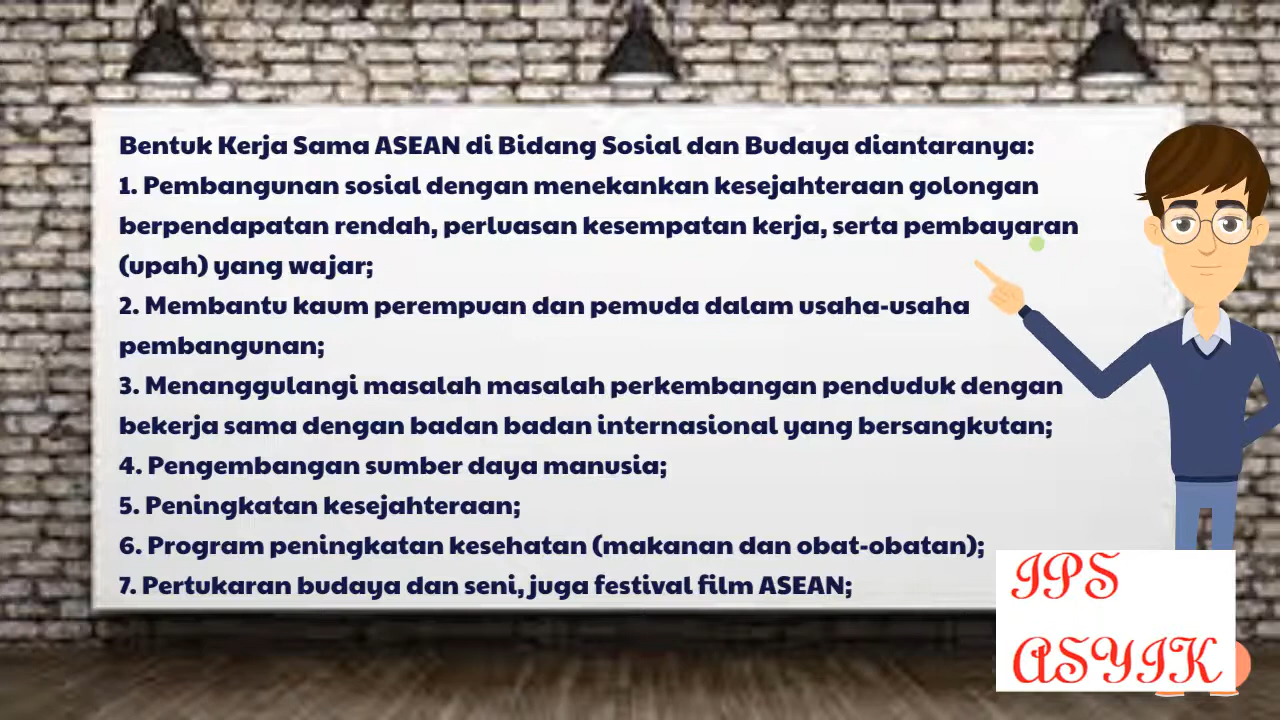 Bentuk Kerja Sama ASEAN di Bidang Sosial dan Budaya diantaranya:
1. Pembangunan sosial dengan menekankan kesejahteraan golongan
berpendapatan rendah, perluasan kesempatan kerja, serta pembayaran
(upah) yang wajar;
2. Membantu kaum perempuan dan pemuda dalam usaha-usaha
pembangunan;
3. Menanggulangi masalah masalah perkembangan penduduk dengan
bekerja sama dengan badan badan internasional yang bersangkutan;
4. Pengembangan sumber daya manusia;
5. Peningkatan kesejahteraan;
6. Program peningkatan kesehatan (makanan dan obat-obatan);
7. Pertukaran budaya dan seni, juga festival film ASEAN;
IPS
ASYIK